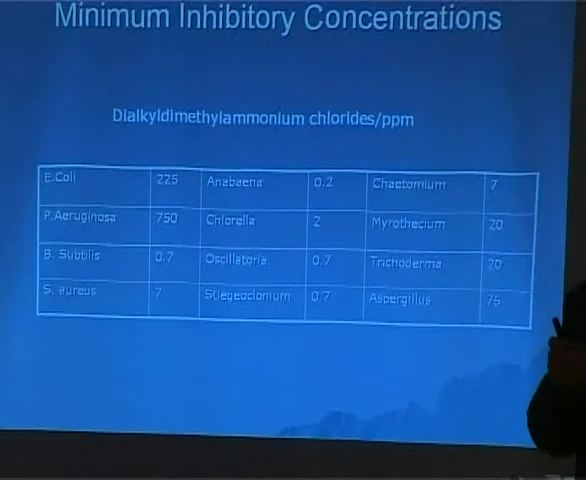 Minimum Inhibitory Concentrations
Dialkyldimethylammonium chlorides/ppm
E.Coli 225 Anabaena 0.2 Chaetomium 7
P.Aeruginosa 750 Chlorella 2 Myrothecium 20
B. Subtilis 0.7 Oscillatoria 0.7 Trichoderma 20
S. aureus 7 Stiegeoclonium 0.7 Aspergillus 75